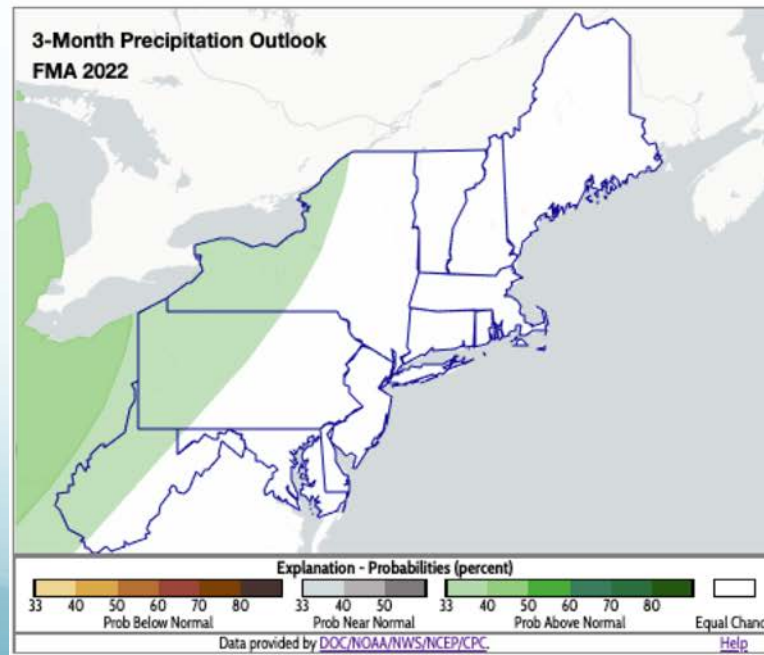 3-Month Precipitation Outlook
FMA 2022
Explanation - Probabilities (percent)
33 40 50 60 70 80 33 40 50 33 40 50 60 70 80
Prob Below Normal Prob Near Normal Prob Above Normal Equal Chanc
Data provided by DOC/NOAA/NWS/NCEP/CPC. Help